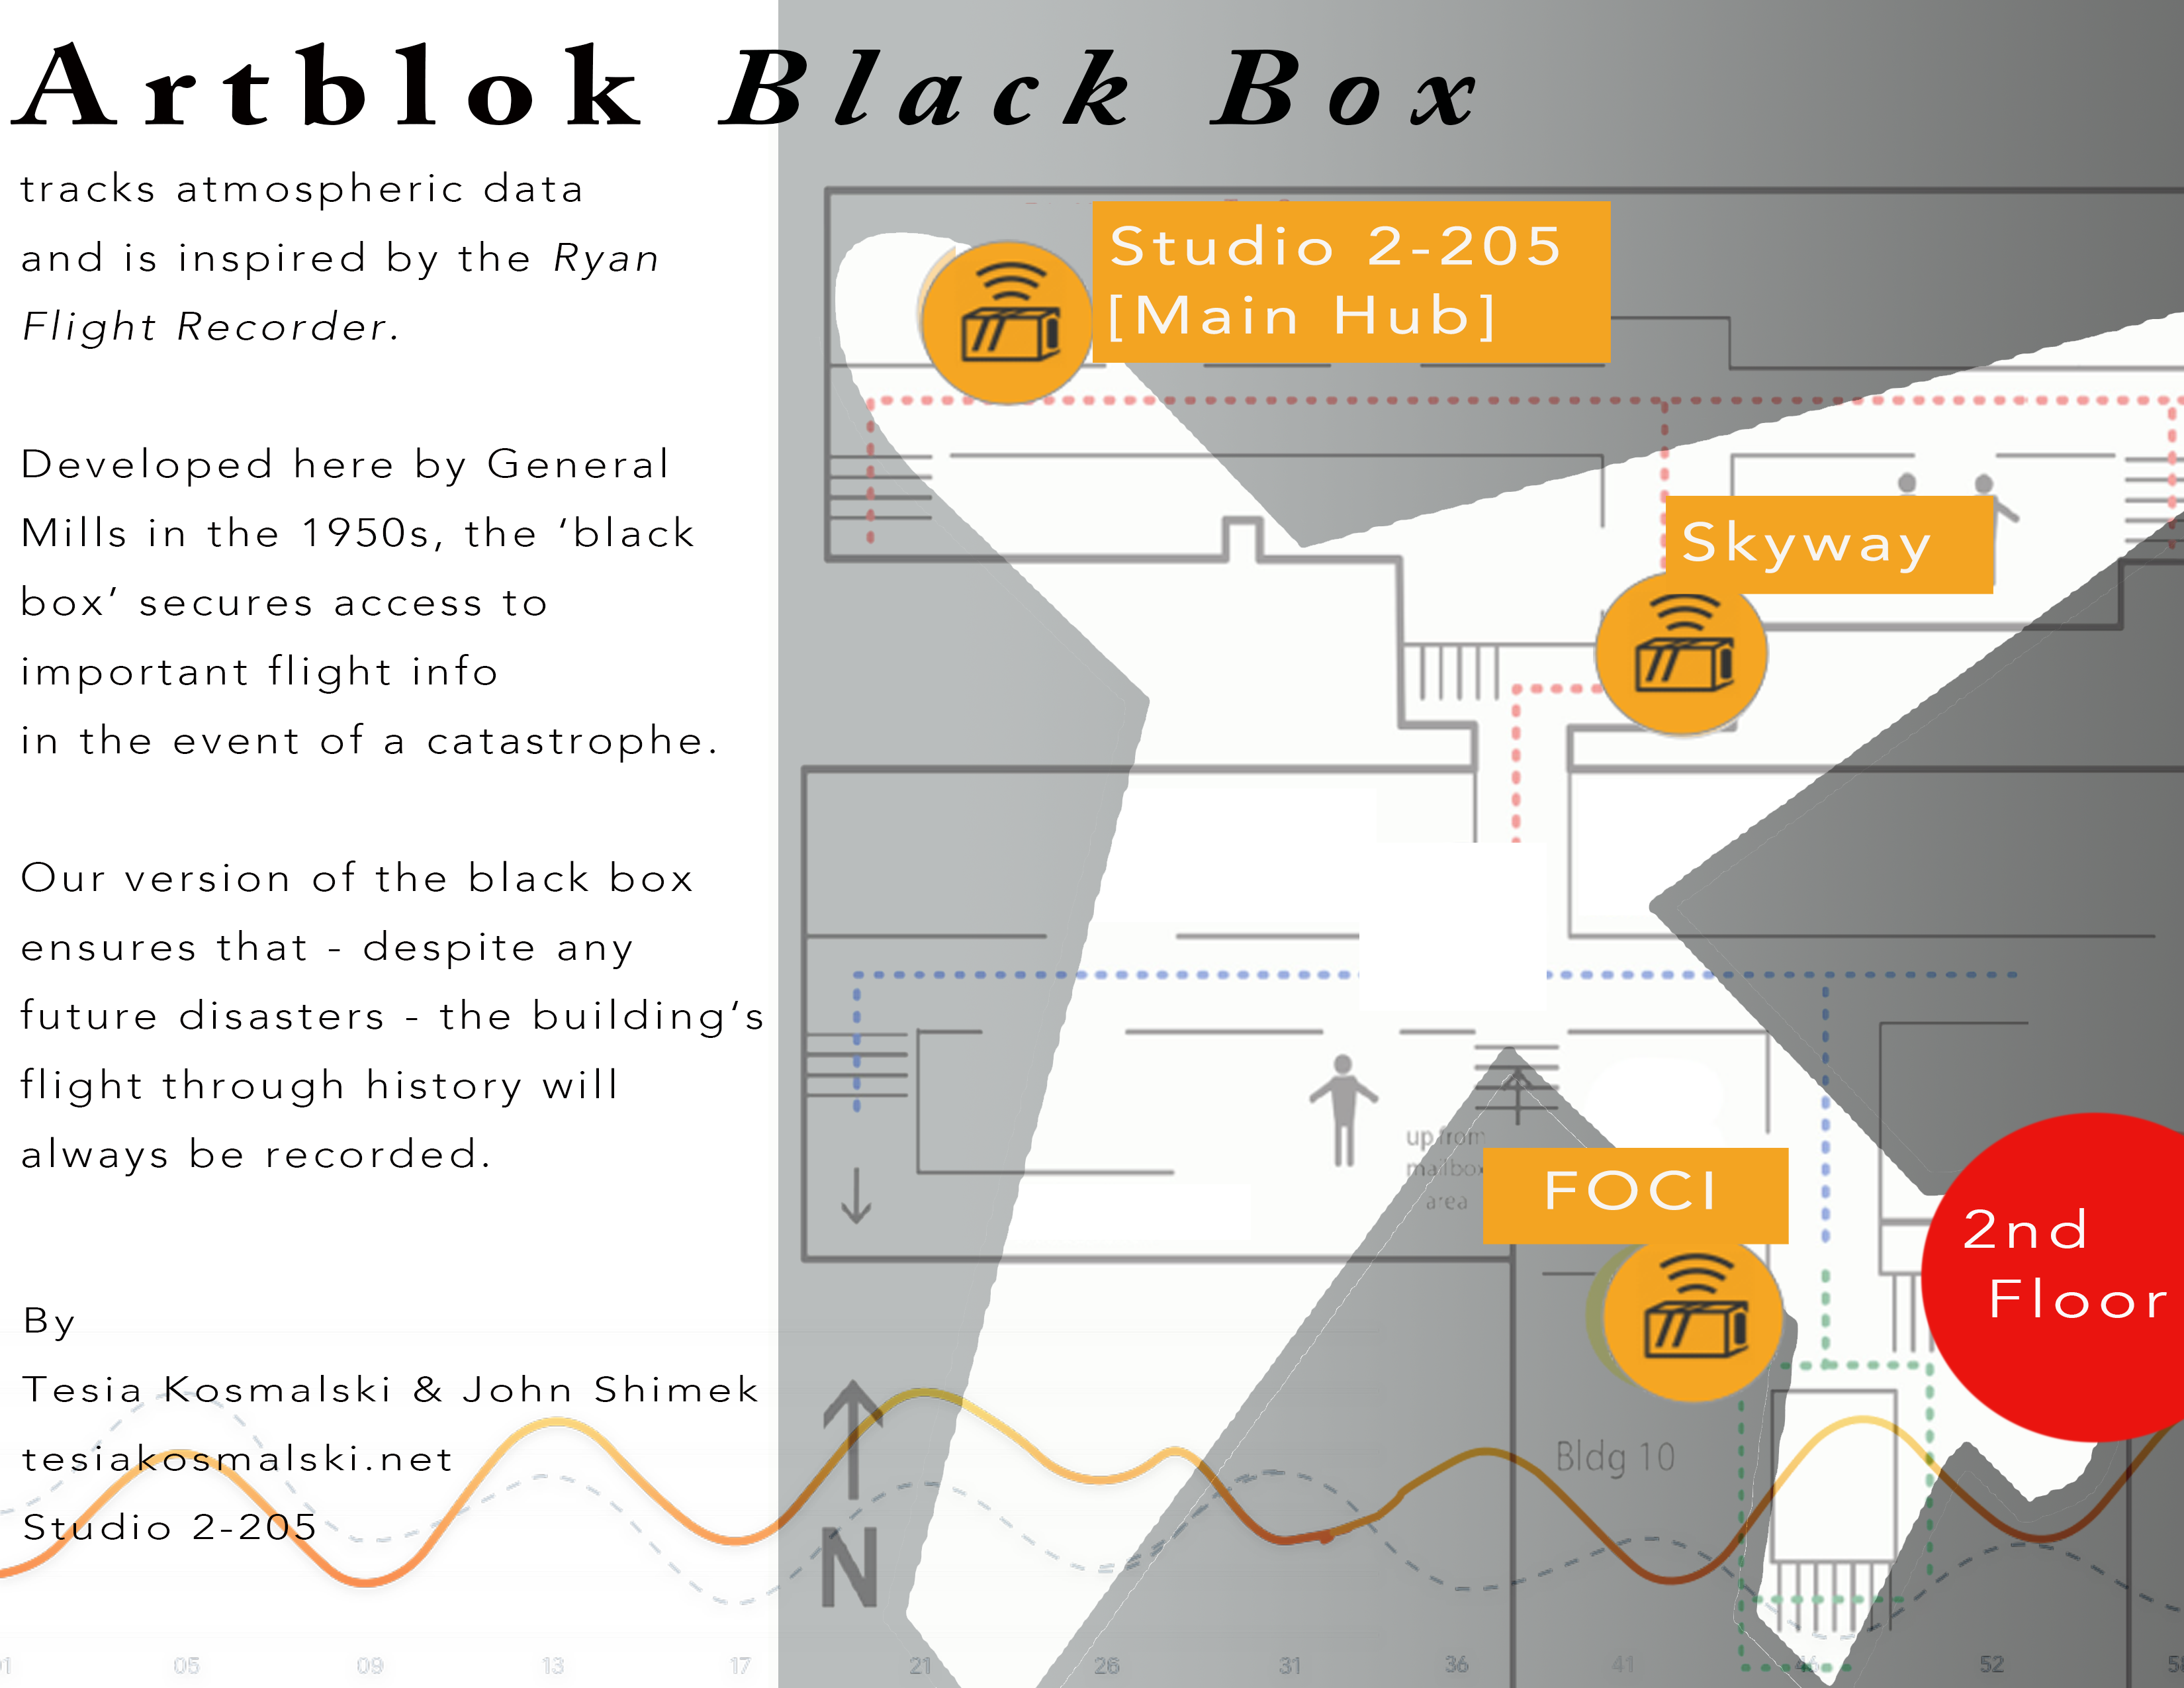 Artblok Black Box
tracks atmospheric data
and is inspired by the Ryan
Flight Recorder.
Developed here by General
Mills in the 1950s, the ‘black
box’ secures access to
important flight info
in the event of a catastrophe.
Our version of the black box
ensures that - despite any
future disasters - the building‘s
flight through history will
always be recorded.
By
Tesia Kosmalski & John Shimek
tesiakosmalski.net
Studio 2-205
Studio 2-205
[Main Hub]
Skyway
up from
mailbox
area
FOCI
2nd
Floor
Bldg 10
N
01 05 09 13 17 21 26 31 36 41 46 52